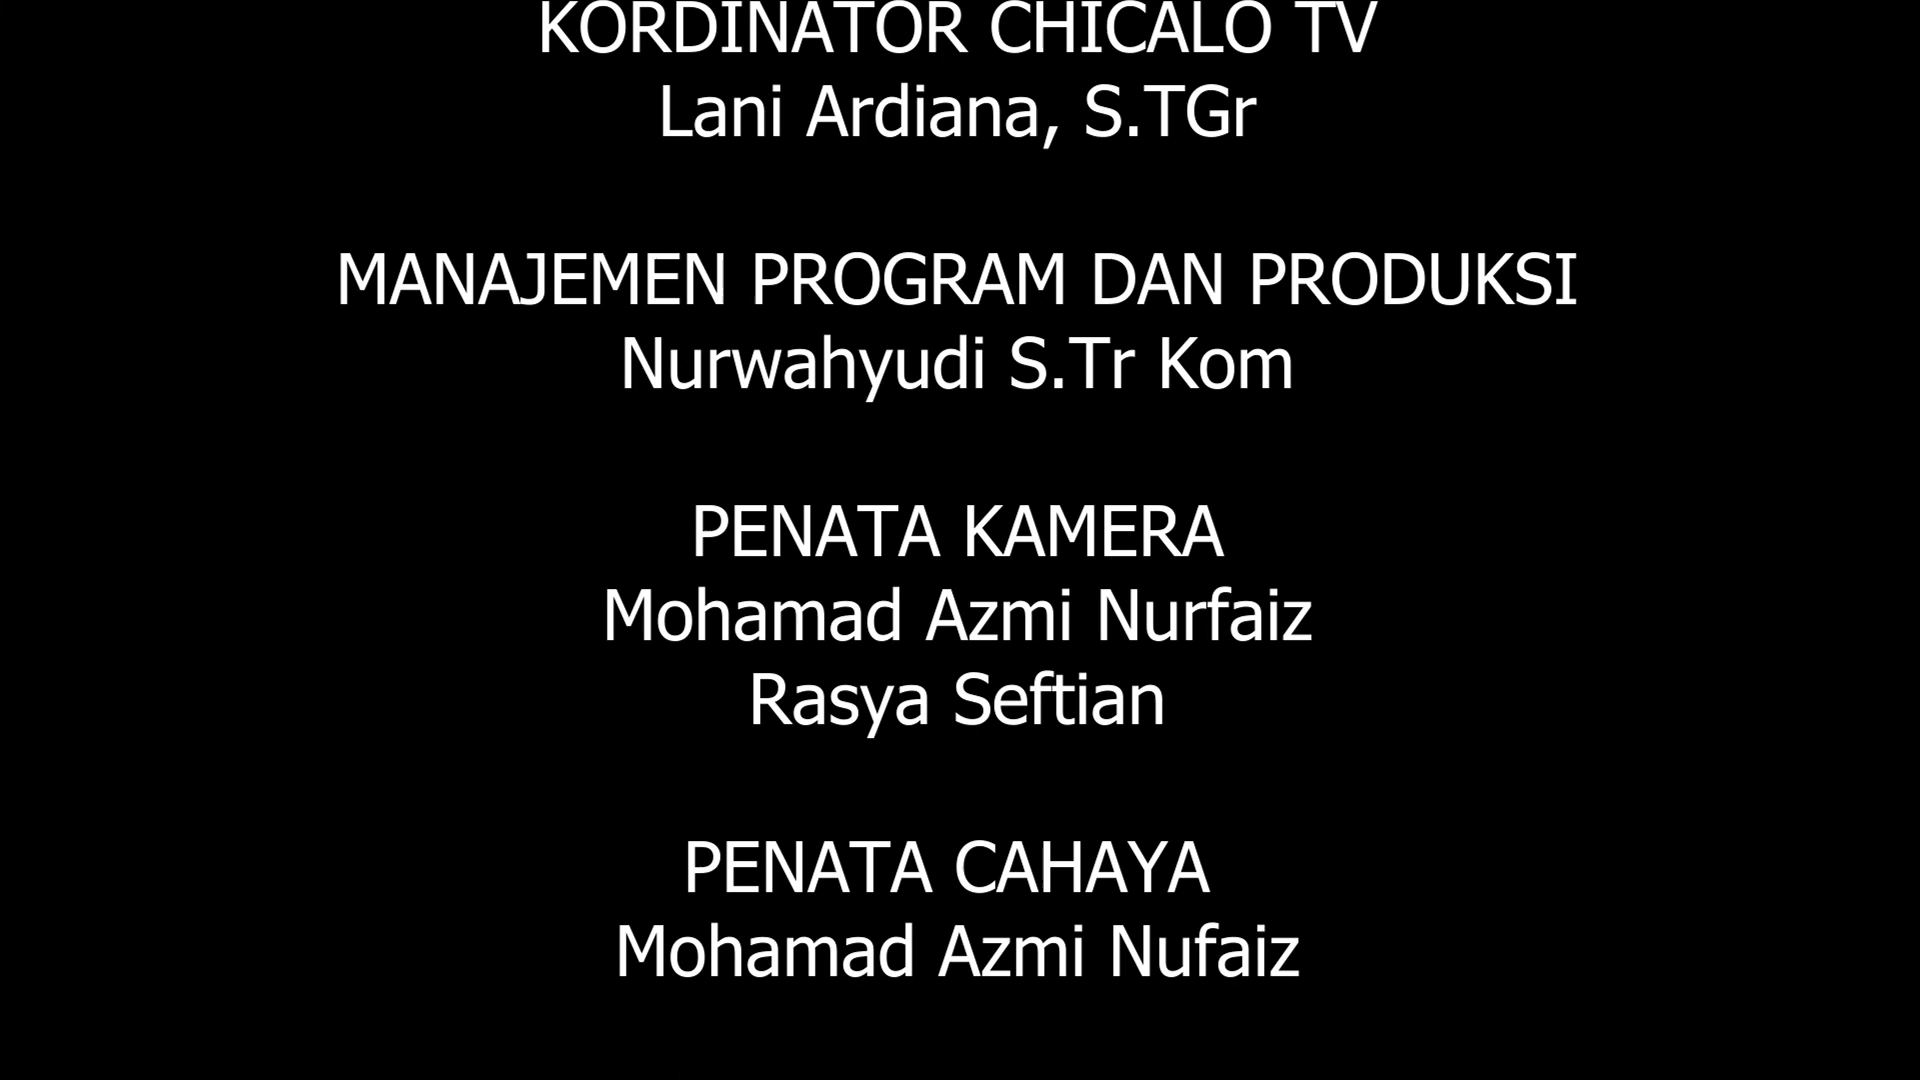 KORDINATOR CHICALO TV
Lani Ardiana, S.TGr
MANAJEMEN PROGRAM DAN PRODUKSI
Nurwahyudi S.Tr Kom
PENATA KAMERA
Mohamad Azmi Nurfaiz
Rasya Seftian
PENATA CAHAYA
Mohamad Azmi Nufaiz